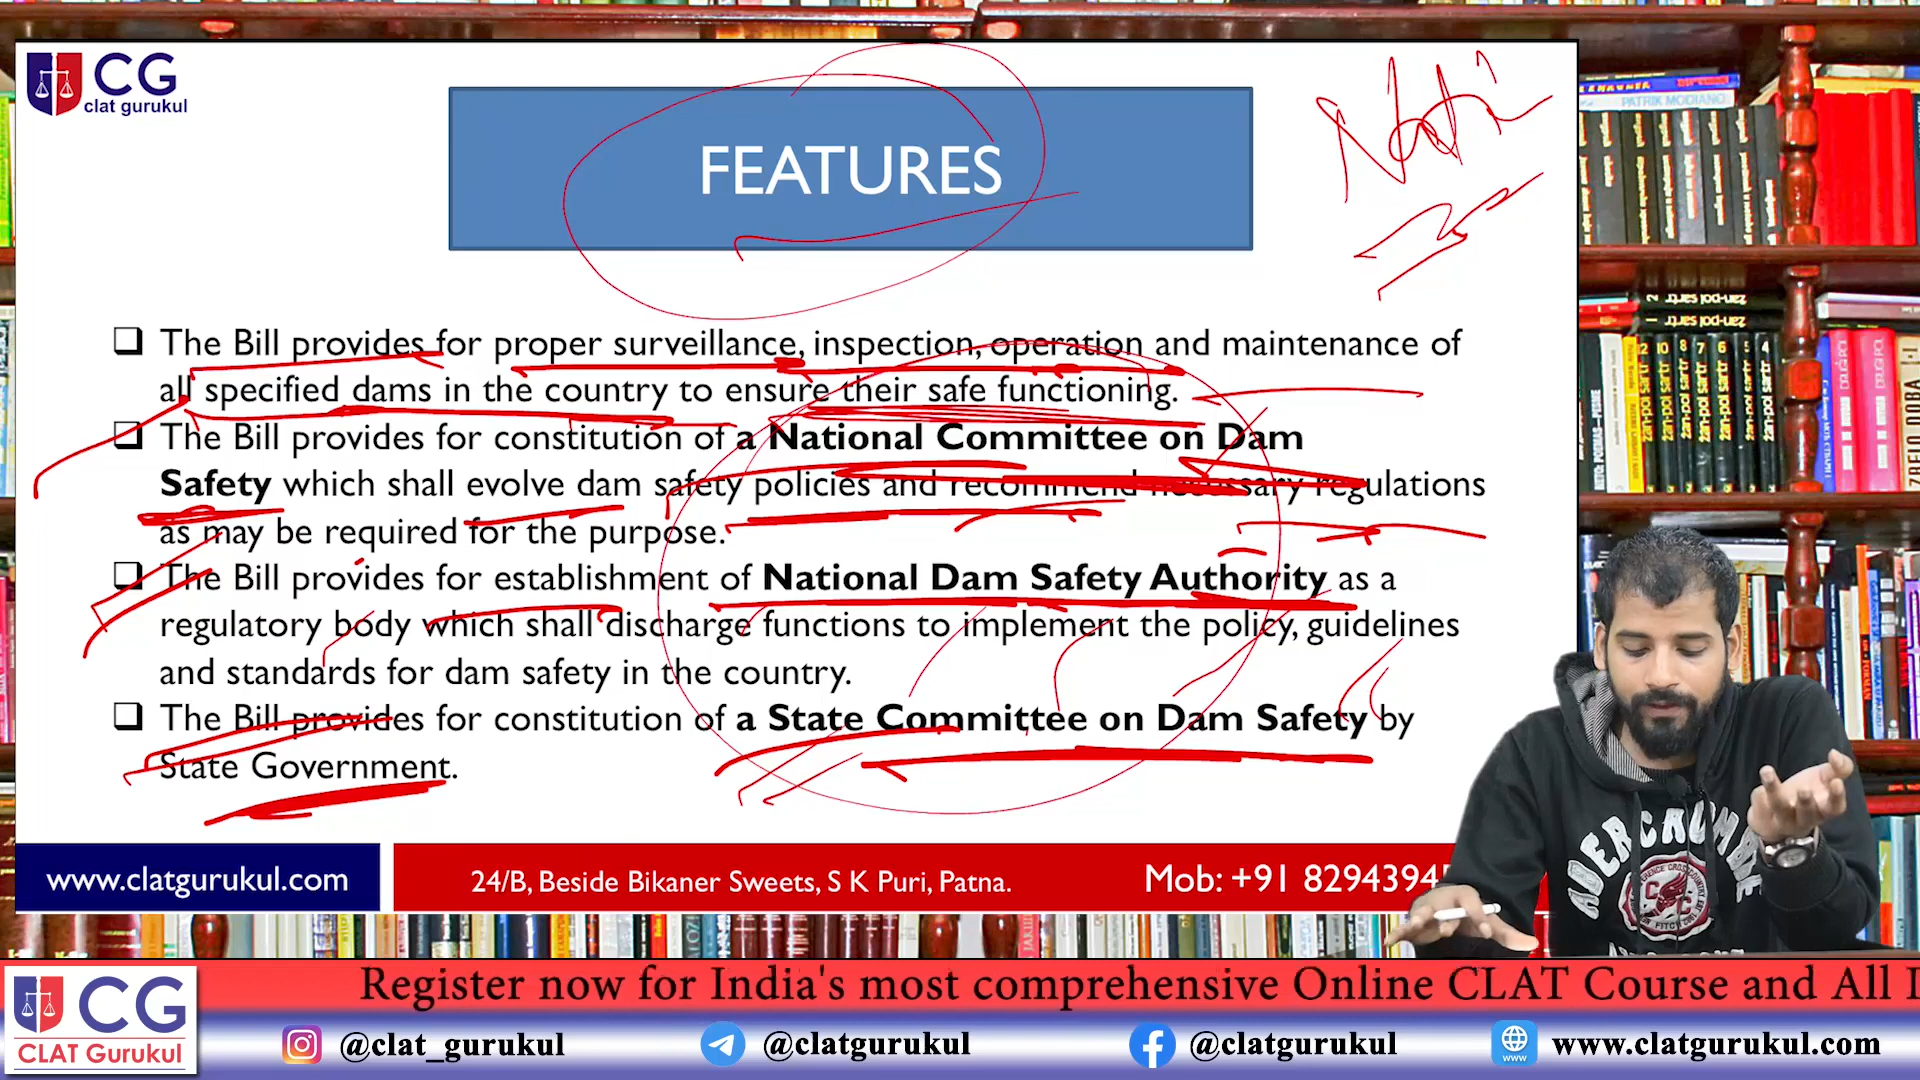 CG
clat gurukul
FEATURES
The Bill provides for proper surveillance, inspection, operation and maintenance of
all specified dams in the country to ensure their safe functioning.
The Bill provides for constitution of a National Committee on Dam
Safety which shall evolve dam safety policies and recommend necessary regulations
as may be required for the purpose.
The Bill provides for establishment of National Dam Safety Authority as a
regulatory body which shall discharge functions to implement the policy, guidelines
and standards for dam safety in the country.
The Bill provides for constitution of a State Committee on Dam Safety by
State Government.
www.clatgurukul.com
24/B, Beside Bikaner Sweets, S K Puri, Patna.
Mob: +91 8294394
PATRIK MODIANO
Register now for India's most comprehensive Online CLAT Course and All
CG
CLAT Gurukul
@clat_gurukul
@clatgurukul
@clatgurukul
www.clatgurukul.com